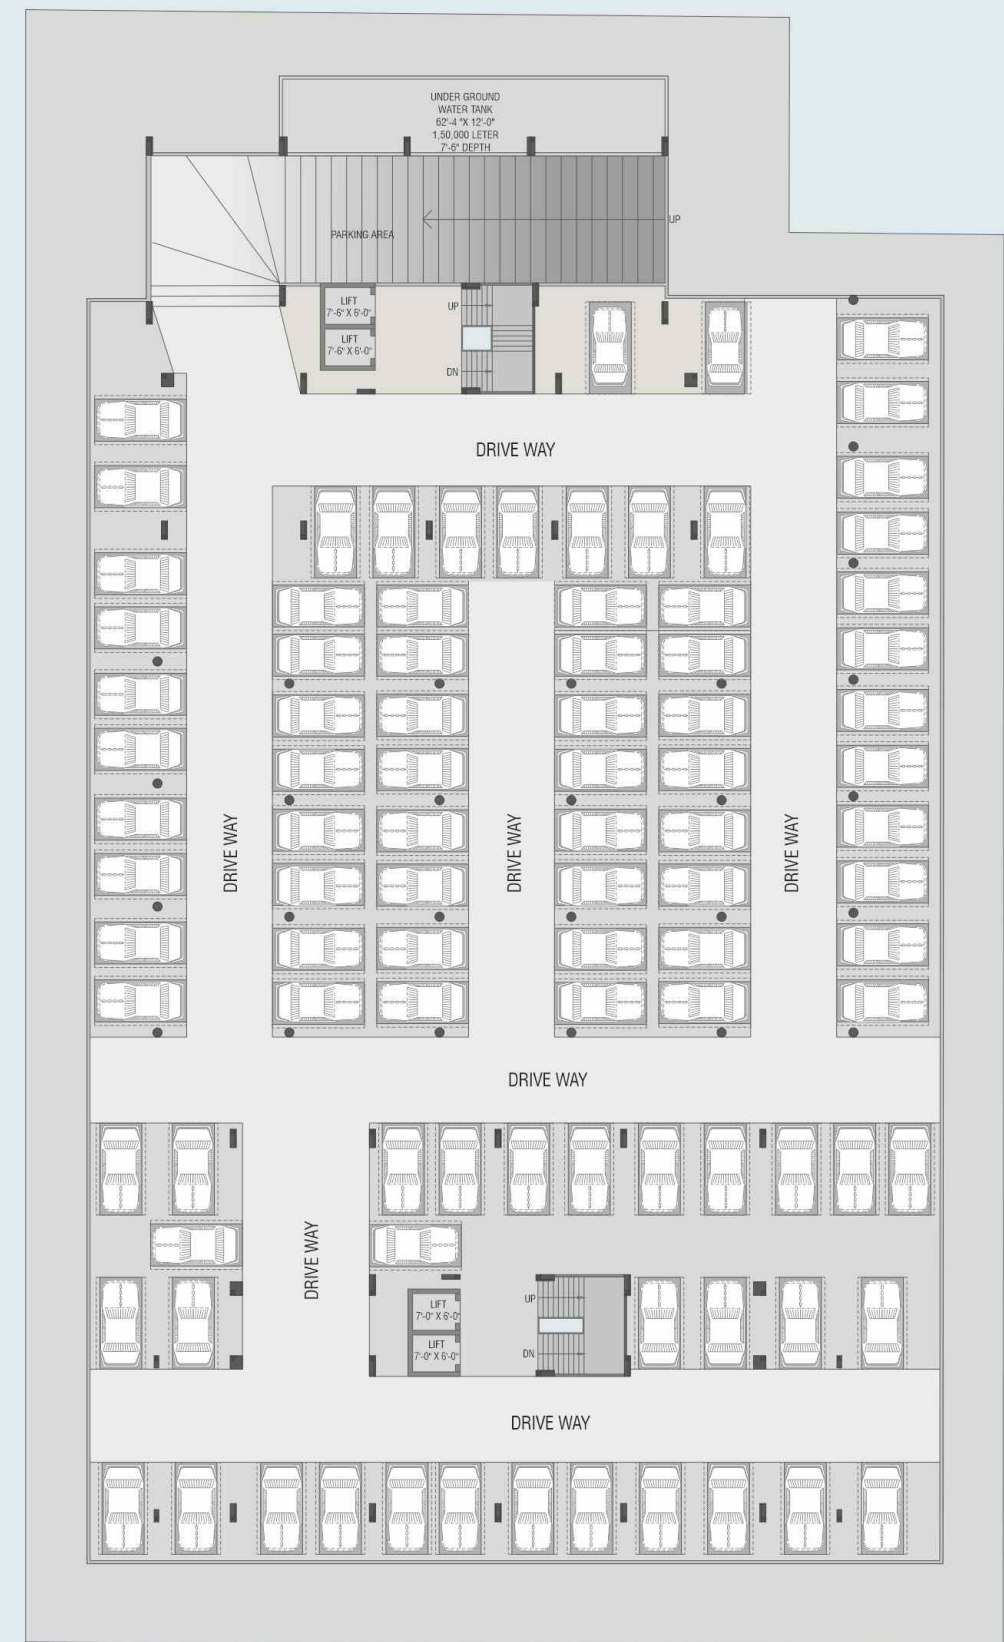 UNDER GROUND
WATER TANK
62'-4 "X 12'-0"
1,50,000 LETER
7'-6" DEPTH
UP
PARKING AREA
LIFT
7'-6" X 6'-0"
LIFT
7'-6" X 6'-0"
UP
DN
DRIVE WAY
DRIVE WAY
DRIVE WAY
DRIVE WAY
DRIVE WAY
DRIVE WAY
LIFT
7'-0" X 6'-0"
LIFT
7'-0" X 6'-0"
UP
DN
DRIVE WAY